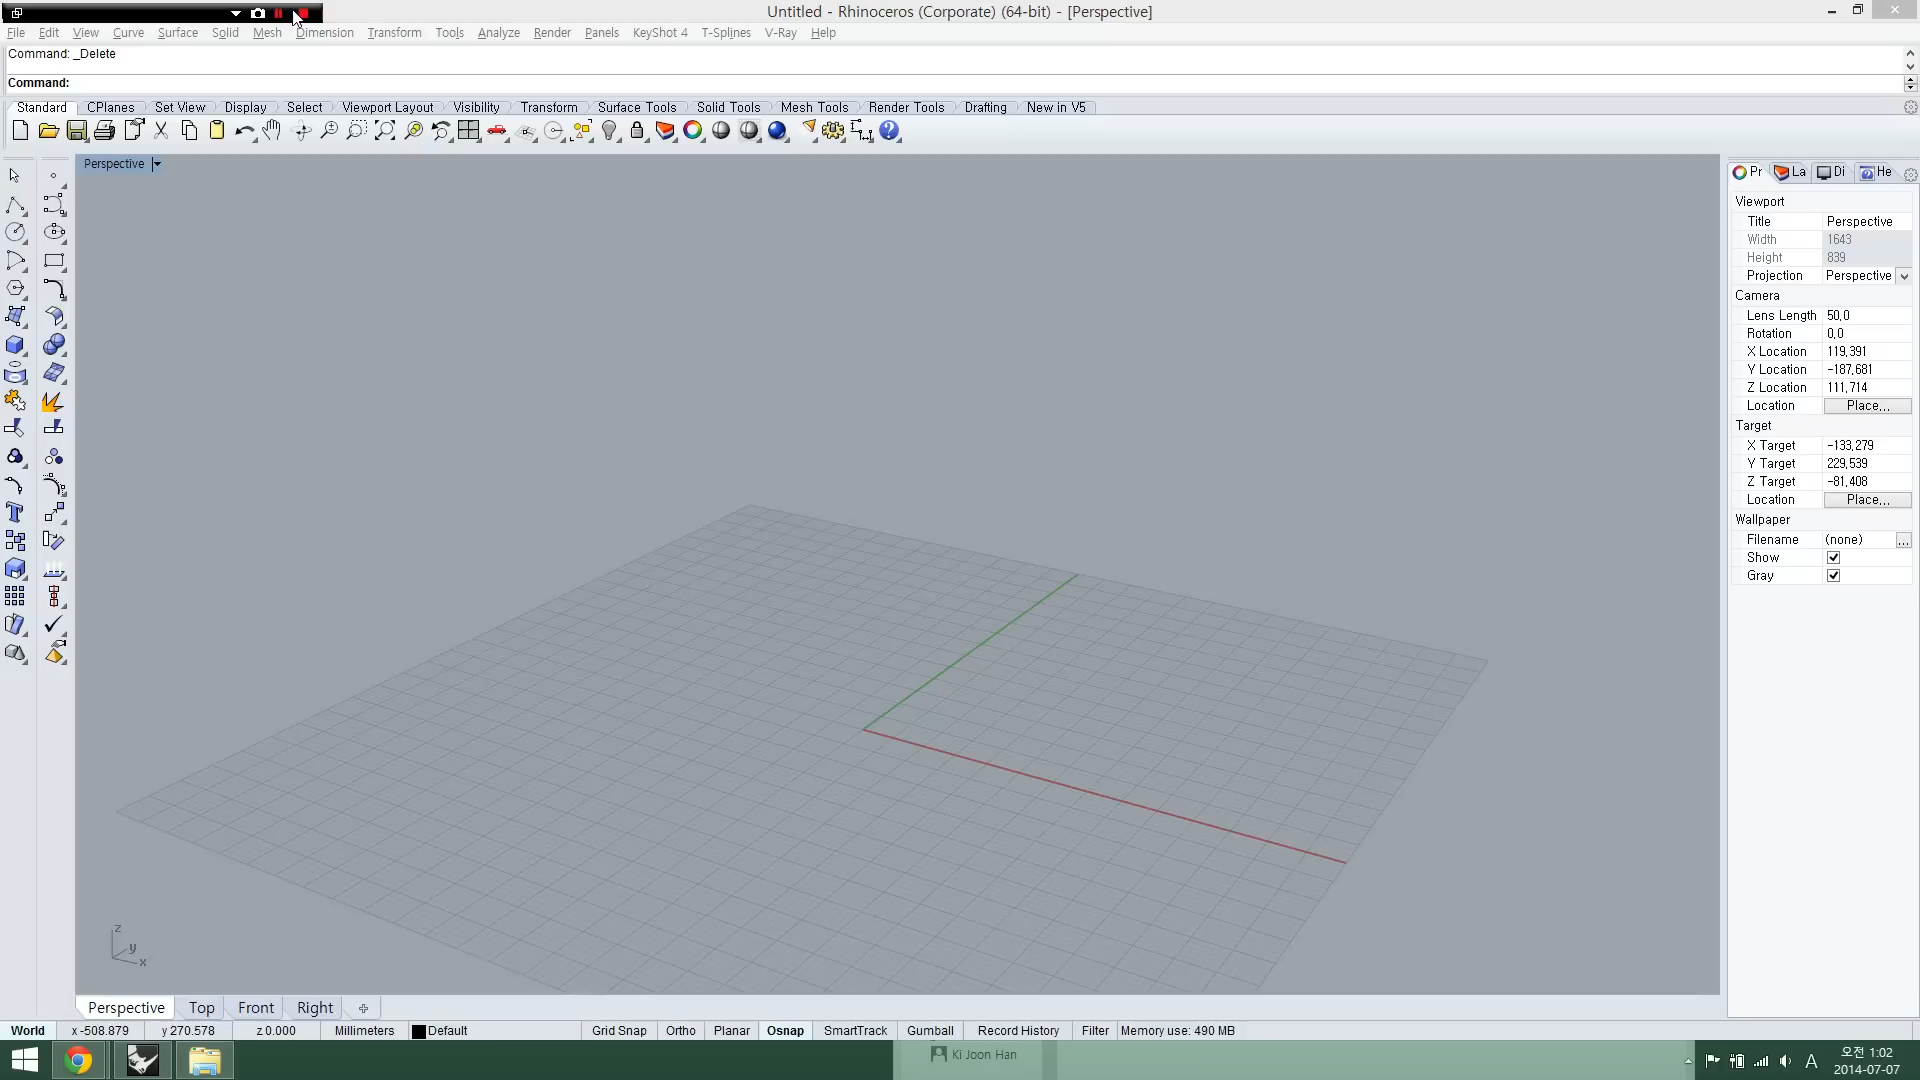 Untitled - Rhinoceros (Corporate) (64-bit) - [Perspective]
File Edit View Curve Surface Solid Mesh Dimension Transform Tools Analyze Render Panels KeyShot 4 T-Splines V-Ray Help
Command: _Delete
Command:
Standard CPlanes Set View Display Select Viewport Layout Visibility Transform Surface Tools Solid Tools Mesh Tools Render Tools Drafting New in V5
Perspective
Pr La Di He
Viewport
Title Perspective
Width 1643
Height 839
Projection Perspective
Camera
Lens Length 50,0
Rotation 0,0
X Location 119,391
Y Location -187,681
Z Location 111,714
Location Place...
Target
X Target -133,279
Y Target 229,539
Z Target -81,408
Location Place...
Wallpaper
Filename (none) ...
Show
Gray
z
y
x
Perspective Top Front Right
World x -508.879 y 270.578 z 0.000 Millimeters Default Grid Snap Ortho Planar Osnap SmartTrack Gumball Record History Filter Memory use: 490 MB
Ki Joon Han
A
오전 1:02
2014-07-07